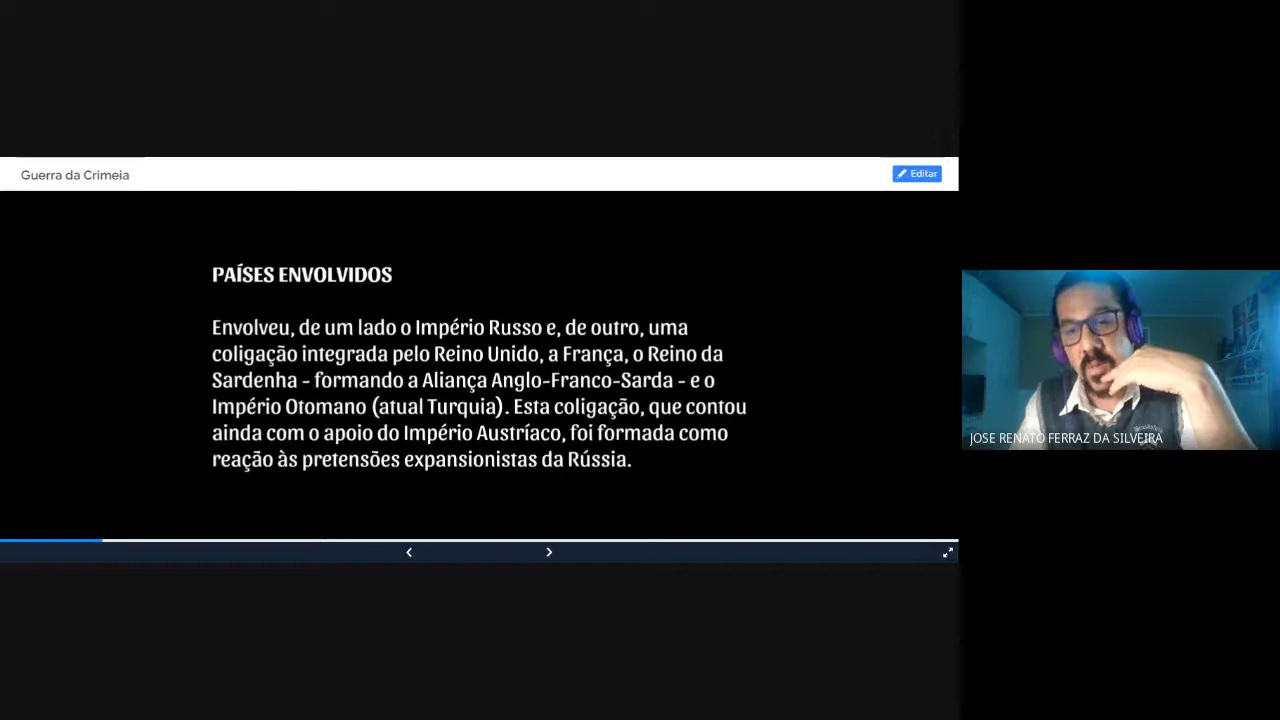 Guerra da Crimeia
Editar
PAÍSES ENVOLVIDOS
Envolveu, de um lado o Império Russo e, de outro, uma
coligação integrada pelo Reino Unido, a França, o Reino da
Sardenha - formando a Aliança Anglo-Franco-Sarda - e o
Império Otomano (atual Turquia). Esta coligação, que contou
ainda com o apoio do Império Austríaco, foi formada como
reação às pretensões expansionistas da Rússia.
JOSE RENATO FERRAZ DA SILVEIRA